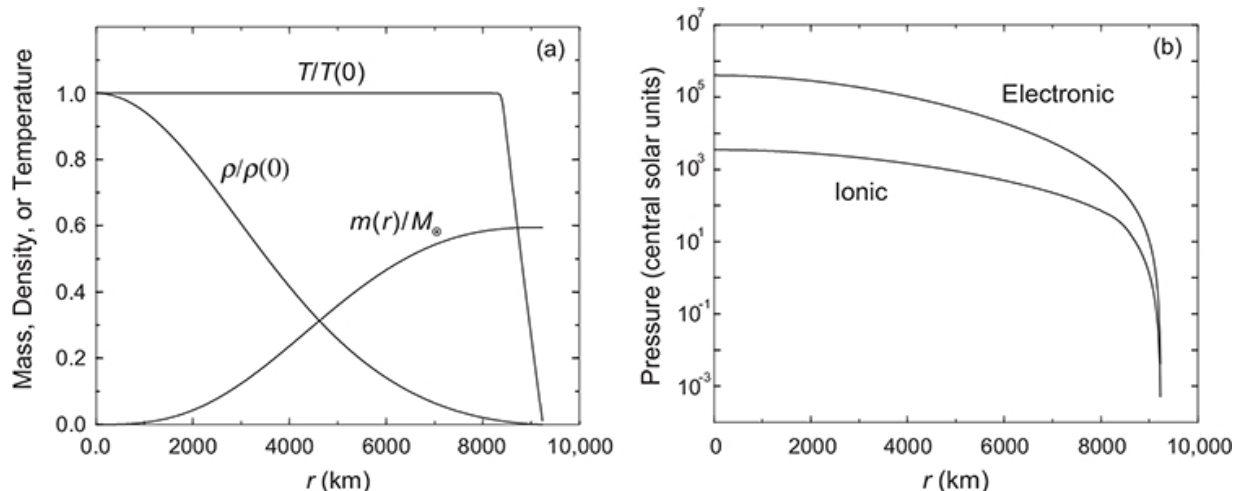 (a)
T/T(0)
ρ/ρ(0)
m(r)/M⊙
Mass, Density, or Temperature
1.0
0.8
0.6
0.4
0.2
0.0
0.0 2000 4000 6000 8000 10,000
r (km)
(b)
Electronic
Ionic
Pressure (central solar units)
10⁷
10⁵
10³
10¹
10⁻¹
10⁻³
0 2000 4000 6000 8000 10,000
r (km)